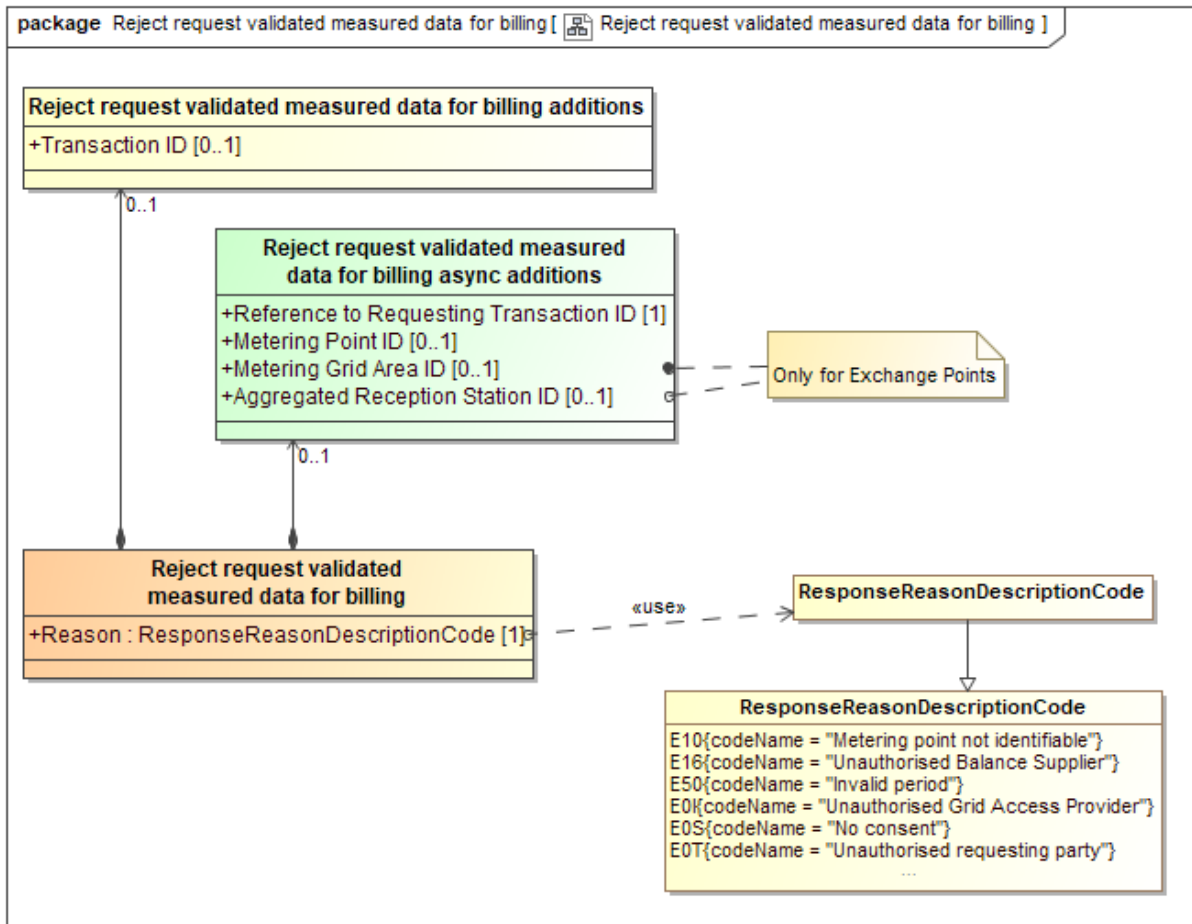 package Reject request validated measured data for billing [ Reject request validated measured data for billing ]
Reject request validated measured data for billing additions
+Transaction ID [0..1]
0..1
Reject request validated measured
data for billing async additions
+Reference to Requesting Transaction ID [1]
+Metering Point ID [0..1]
+Metering Grid Area ID [0..1]
+Aggregated Reception Station ID [0..1]
Only for Exchange Points
0..1
Reject request validated
measured data for billing
+Reason : ResponseReasonDescriptionCode [1]
«use»
ResponseReasonDescriptionCode
ResponseReasonDescriptionCode
E10{codeName = "Metering point not identifiable"}
E16{codeName = "Unauthorised Balance Supplier"}
E50{codeName = "Invalid period"}
E0I{codeName = "Unauthorised Grid Access Provider"}
E0S{codeName = "No consent"}
E0T{codeName = "Unauthorised requesting party"}
...